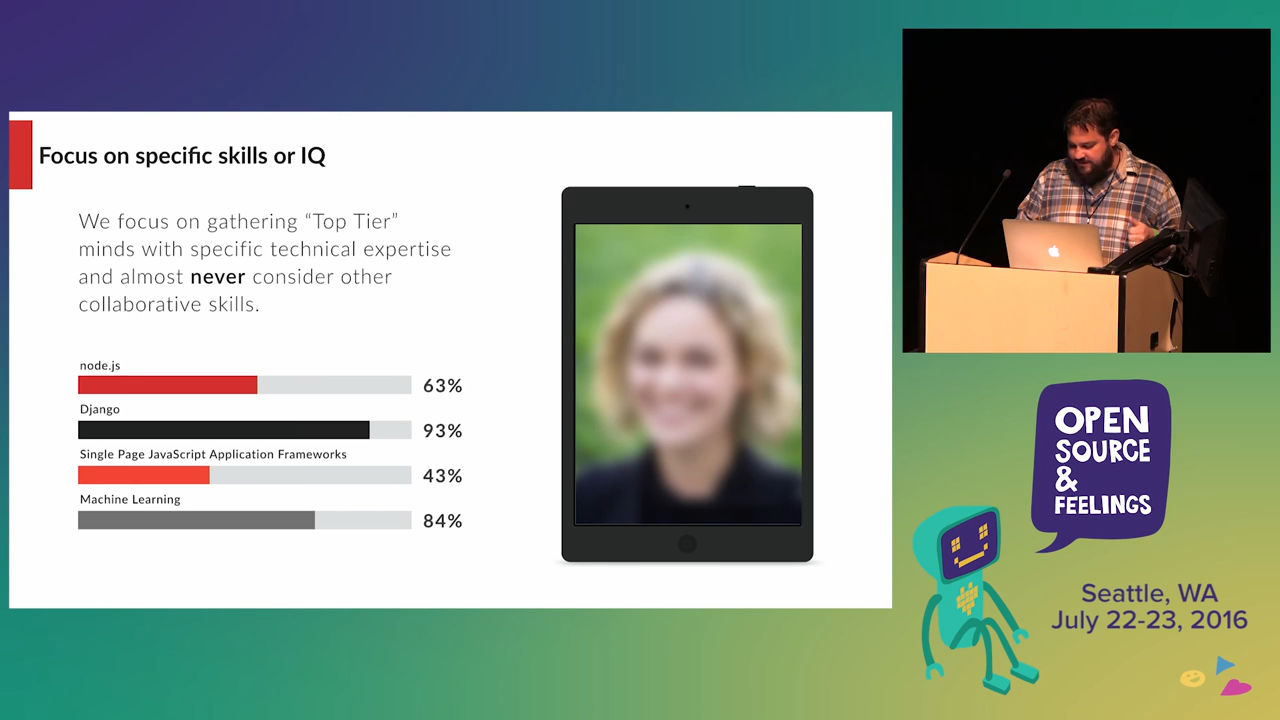 Focus on specific skills or IQ
We focus on gathering “Top Tier”
minds with specific technical expertise
and almost never consider other
collaborative skills.
node.js
63%
Django
93%
Single Page JavaScript Application Frameworks
43%
Machine Learning
84%
OPEN
SOURCE
&
FEELINGS
Seattle, WA
July 22-23, 2016